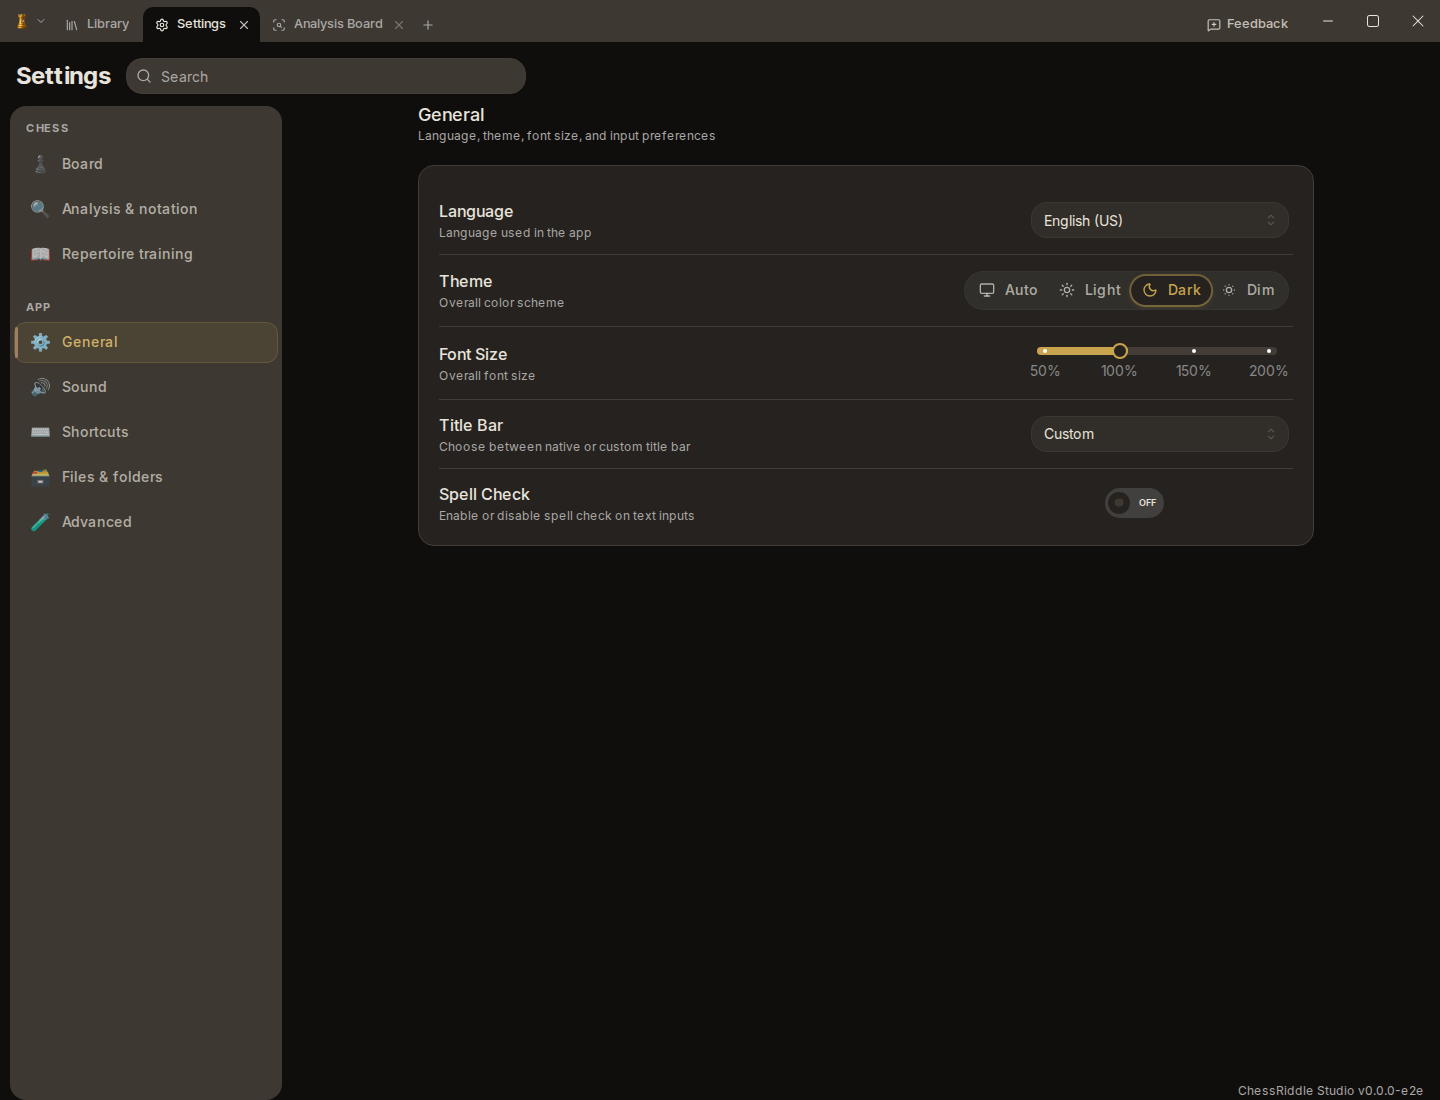 Library
Settings
Analysis Board
Feedback
Settings
Search
CHESS
Board
Analysis & notation
Repertoire training
APP
General
Sound
Shortcuts
Files & folders
Advanced
General
Language, theme, font size, and input preferences
Language
Language used in the app
English (US)
Theme
Overall color scheme
Auto Light Dark Dim
Font Size
Overall font size
50% 100% 150% 200%
Title Bar
Choose between native or custom title bar
Custom
Spell Check
Enable or disable spell check on text inputs
OFF
ChessRiddle Studio v0.0.0-e2e